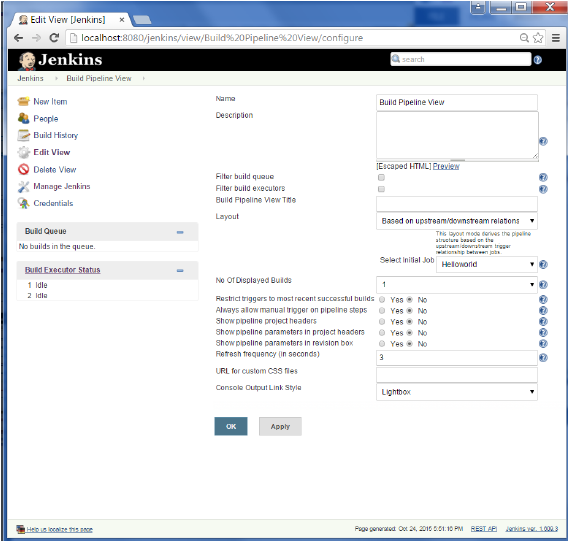 Edit View [Jenkins]
localhost:8080/jenkins/view/Build%20Pipeline%20View/configure
Jenkins
search
Jenkins
Build Pipeline View
New Item
People
Build History
Edit View
Delete View
Manage Jenkins
Credentials
Build Queue
No builds in the queue.
Build Executor Status
1 Idle
2 Idle
Name
Build Pipeline View
Description
[Escaped HTML] Preview
Filter build queue
Filter build executors
Build Pipeline View Title
Layout
Based on upstream/downstream relations
This layout mode derives the pipeline
structure based on the
upstream/downstream trigger
relationship between jobs.
Select Initial Job
Helloworld
No Of Displayed Builds
1
Restrict triggers to most recent successful builds Yes No
Always allow manual trigger on pipeline steps Yes No
Show pipeline project headers Yes No
Show pipeline parameters in project headers Yes No
Show pipeline parameters in revision box Yes No
Refresh frequency (in seconds)
3
URL for custom CSS files
Console Output Link Style
Lightbox
OK
Apply
Help us localize this page
Page generated: Oct 24, 2015 5:51:16 PM
REST API
Jenkins ver. 1.609.3